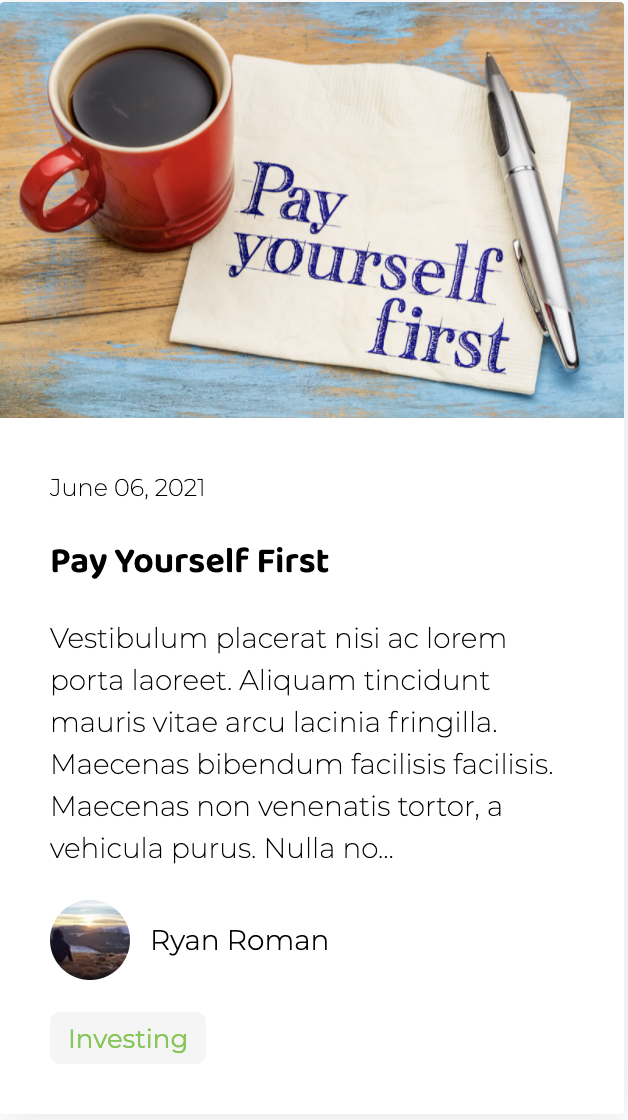 Pay
yourself
first
June 06, 2021
Pay Yourself First
Vestibulum placerat nisi ac lorem
porta laoreet. Aliquam tincidunt
mauris vitae arcu lacinia fringilla.
Maecenas bibendum facilisis facilisis.
Maecenas non venenatis tortor, a
vehicula purus. Nulla no...
Ryan Roman
Investing